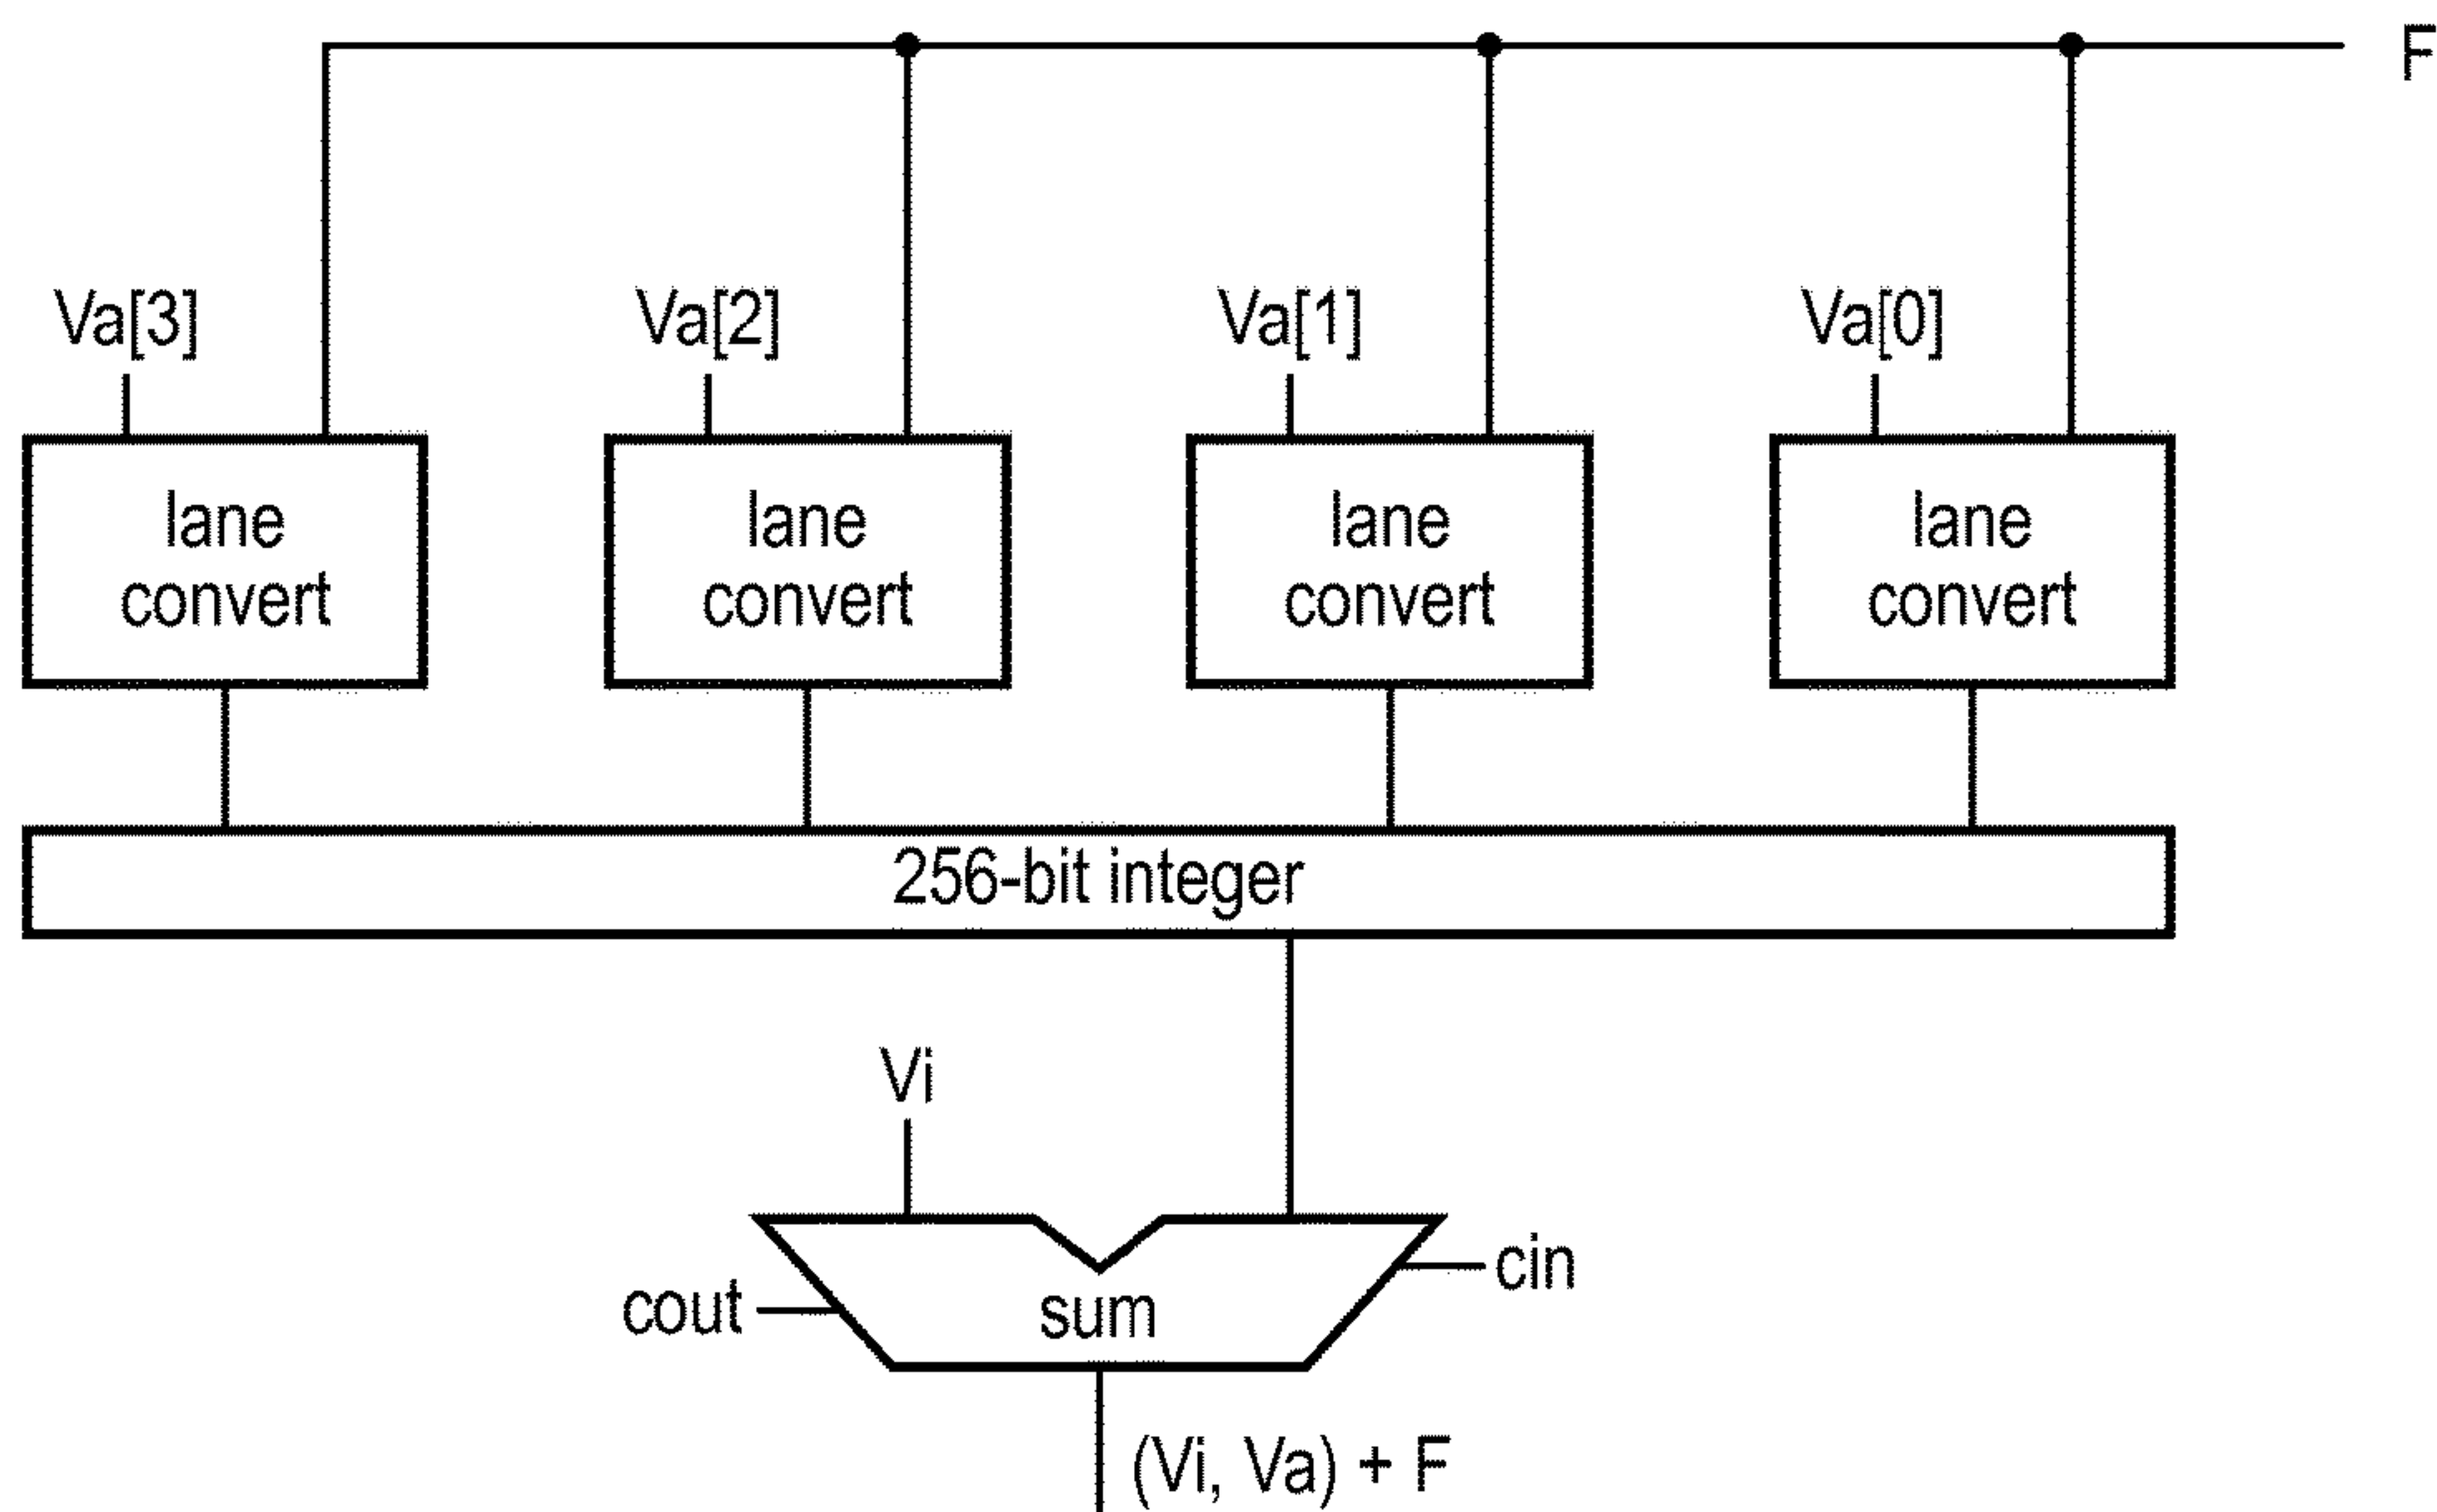 F
Va[3] Va[2] Va[1] Va[0]
lane convert
lane convert
lane convert
lane convert
256-bit integer
Vi
cin
cout
sum
(Vi, Va) + F